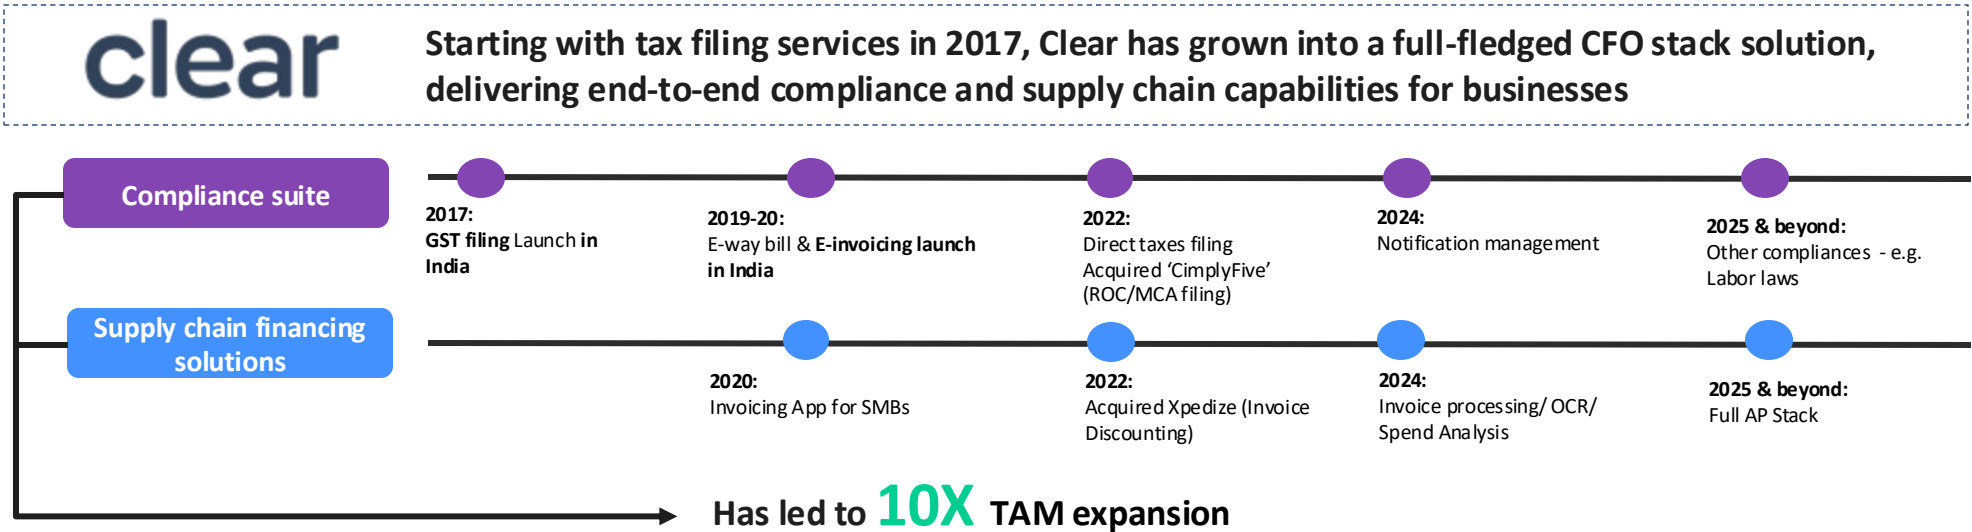 clear
Starting with tax filing services in 2017, Clear has grown into a full-fledged CFO stack solution,
delivering end-to-end compliance and supply chain capabilities for businesses
Compliance suite
2017:
GST filing Launch in
India
2019-20:
E-way bill & E-invoicing launch
in India
2022:
Direct taxes filing
Acquired ‘CimplyFive’
(ROC/MCA filing)
2024:
Notification management
2025 & beyond:
Other compliances - e.g.
Labor laws
Supply chain financing
solutions
2020:
Invoicing App for SMBs
2022:
Acquired Xpedize (Invoice
Discounting)
2024:
Invoice processing/ OCR/
Spend Analysis
2025 & beyond:
Full AP Stack
Has led to 10X TAM expansion